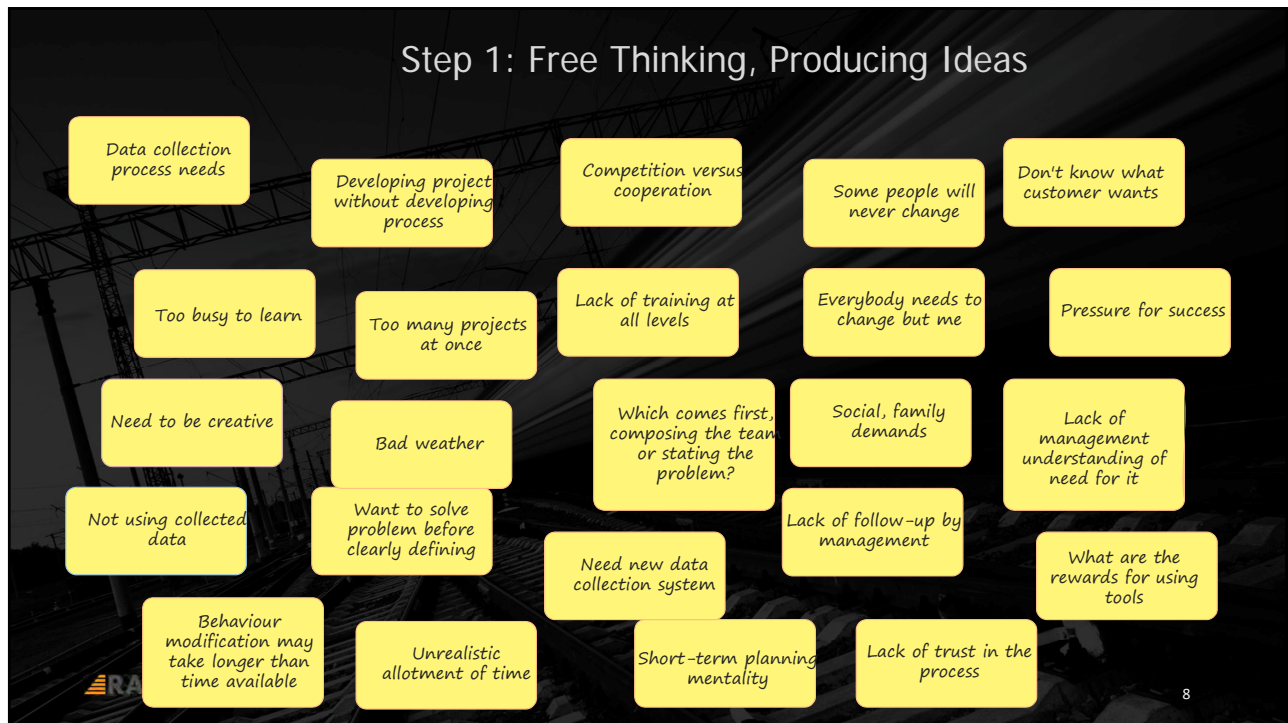 Step 1: Free Thinking, Producing Ideas
Data collection
process needs
Developing project
without developing
process
Competition versus
cooperation
Some people will
never change
Don't know what
customer wants
Too busy to learn
Too many projects
at once
Lack of training at
all levels
Everybody needs to
change but me
Pressure for success
Need to be creative
Bad weather
Which comes first,
composing the team
or stating the
problem?
Social, family
demands
Lack of
management
understanding of
need for it
Not using collected
data
Want to solve
problem before
clearly defining
Need new data
collection system
Lack of follow-up by
management
What are the
rewards for using
tools
Behaviour
modification may
take longer than
time available
Unrealistic
allotment of time
Short-term planning
mentality
Lack of trust in the
process
RA
8